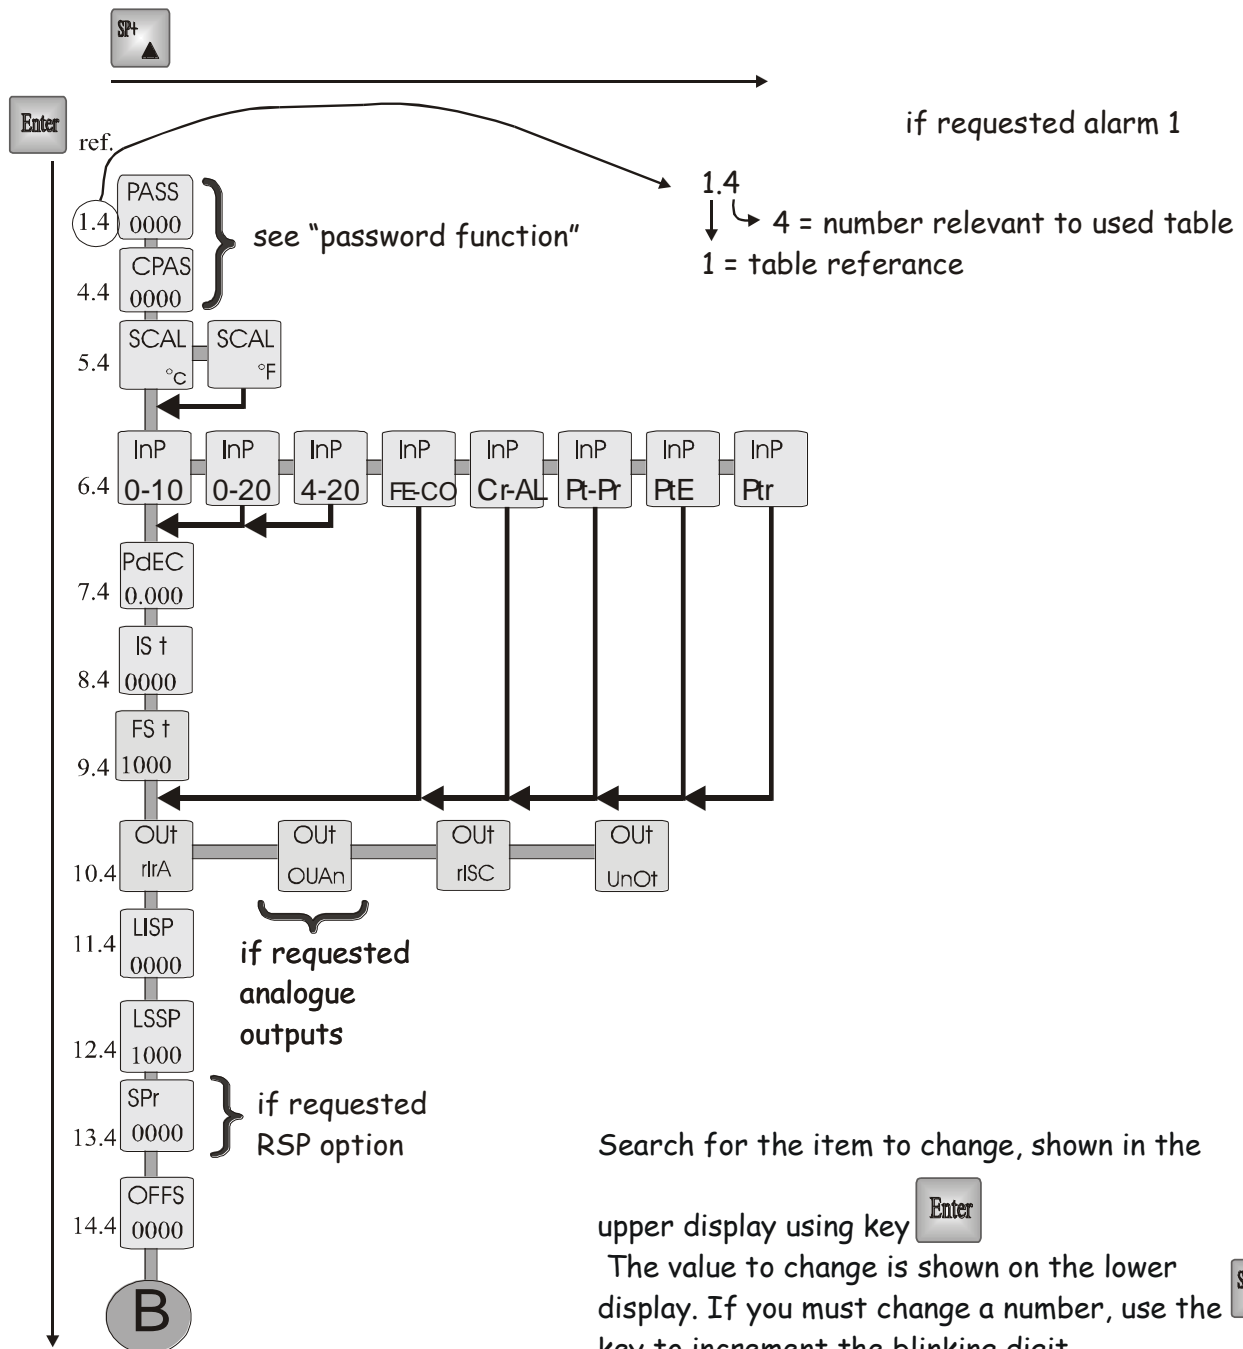 SP+
Enter
ref.
if requested alarm 1
1.4
4 = number relevant to used table
1 = table referance
1.4
PASS
0000
see “password function”
4.4
CPAS
0000
5.4
SCAL
°C
SCAL
°F
6.4
InP
0-10
InP
0-20
InP
4-20
InP
FE-CO
InP
Cr-AL
InP
Pt-Pr
InP
PtE
InP
Ptr
7.4
PdEC
0.000
8.4
IS t
0000
9.4
FS t
1000
10.4
OUt
rIrA
OUt
OUAn
OUt
rISC
OUt
UnOt
if requested
analogue
outputs
11.4
LISP
0000
12.4
LSSP
1000
13.4
SPr
0000
if requested
RSP option
14.4
OFFS
0000
B
Search for the item to change, shown in the
upper display using key Enter
The value to change is shown on the lower
display. If you must change a number, use the
key to increment the blinking digit